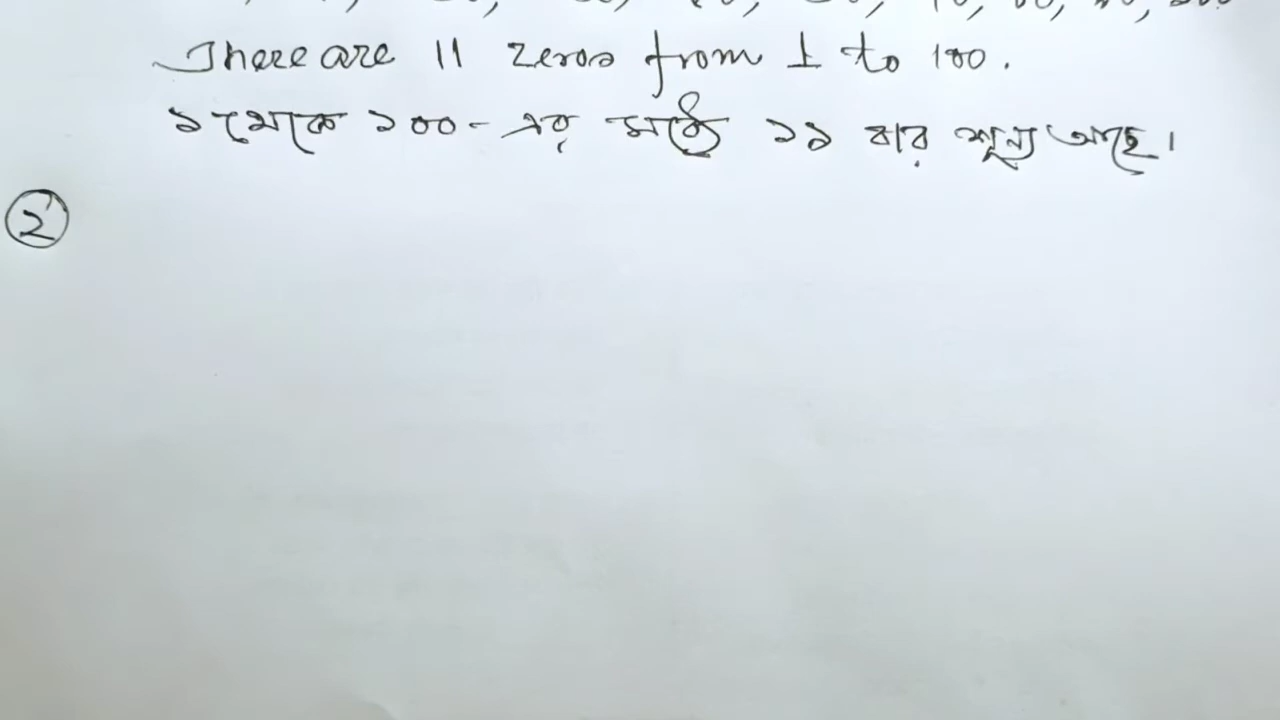 There are 11 zeros from 1 to 100.
১ থেকে ১০০- এর মধ্যে ১১ বার শূন্য আছে।
2